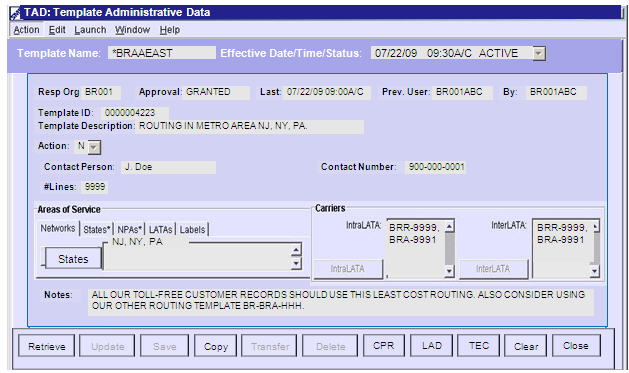 TAD: Template Administrative Data
Action Edit Launch Window Help
Template Name: *BRAAEAST Effective Date/Time/Status: 07/22/09 09:30A/C ACTIVE
Resp Org BR001 Approval: GRANTED Last: 07/22/09 09:00A/C Prev. User: BR001ABC By: BR001ABC
Template ID: 0000004223
Template Description: ROUTING IN METRO AREA NJ, NY, PA.
Action: N
Contact Person: J. Doe Contact Number: 900-000-0001
#Lines: 9999
Areas of Service Carriers
Networks States* NPAs* LATAs Labels
IntraLATA: BRR-9999, BRA-9991 InterLATA: BRR-9999, BRA-9991
NJ, NY, PA
States
IntraLATA InterLATA
Notes: ALL OUR TOLL-FREE CUSTOMER RECORDS SHOULD USE THIS LEAST COST ROUTING. ALSO CONSIDER USING
OUR OTHER ROUTING TEMPLATE BR-BRA-HHH.
Retrieve Update Save Copy Transfer Delete CPR LAD TEC Clear Close